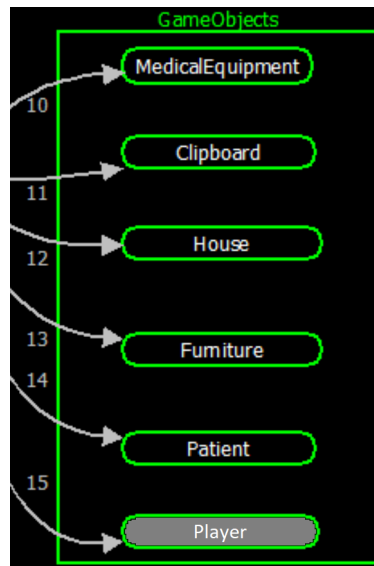 GameObjects
MedicalEquipment
10
Clipboard
11
House
12
13
Furniture
14
Patient
15
Player